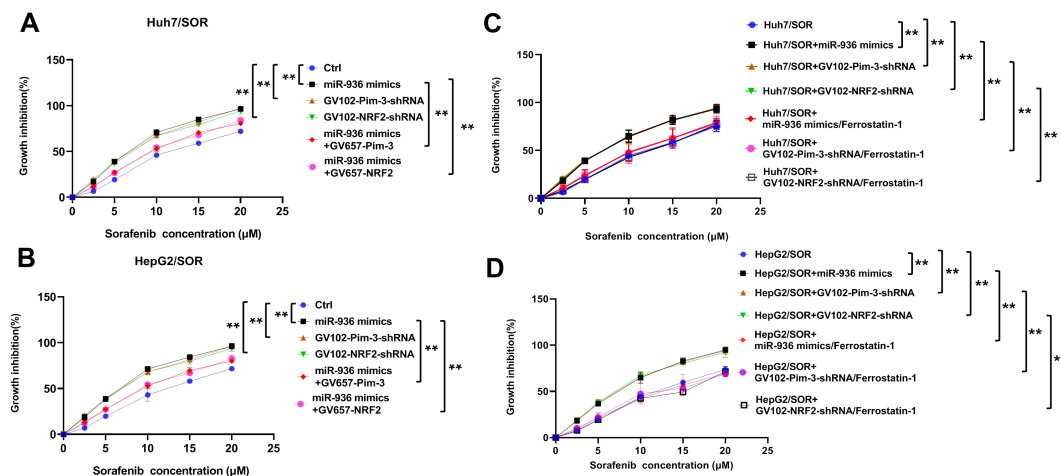 A
Huh7/SOR
Growth inhibition(%)
150
100
50
0
0 5 10 15 20 25
Sorafenib concentration (μM)
**
Ctrl
miR-936 mimics
GV102-Pim-3-shRNA
GV102-NRF2-shRNA
miR-936 mimics
+GV657-Pim-3
miR-936 mimics
+GV657-NRF2
**
**
**
**
**
B
HepG2/SOR
Growth inhibition(%)
150
100
50
0
0 5 10 15 20 25
Sorafenib concentration (μM)
**
Ctrl
miR-936 mimics
GV102-Pim-3-shRNA
GV102-NRF2-shRNA
miR-936 mimics
+GV657-Pim-3
miR-936 mimics
+GV657-NRF2
**
**
**
**
C
Growth inhibition(%)
150
100
50
0
0 5 10 15 20 25
Sorafenib concentration (μM)
Huh7/SOR
Huh7/SOR+miR-936 mimics
Huh7/SOR+GV102-Pim-3-shRNA
Huh7/SOR+GV102-NRF2-shRNA
Huh7/SOR+
miR-936 mimics/Ferrostatin-1
Huh7/SOR+
GV102-Pim-3-shRNA/Ferrostatin-1
Huh7/SOR+
GV102-NRF2-shRNA/Ferrostatin-1
**
**
**
**
**
**
D
Growth inhibition(%)
150
100
50
0
0 5 10 15 20 25
Sorafenib concentration (μM)
HepG2/SOR
HepG2/SOR+miR-936 mimics
HepG2/SOR+GV102-Pim-3-shRNA
HepG2/SOR+GV102-NRF2-shRNA
HepG2/SOR+
miR-936 mimics/Ferrostatin-1
HepG2/SOR+
GV102-Pim-3-shRNA/Ferrostatin-1
HepG2/SOR+
GV102-NRF2-shRNA/Ferrostatin-1
**
**
**
**
**
*